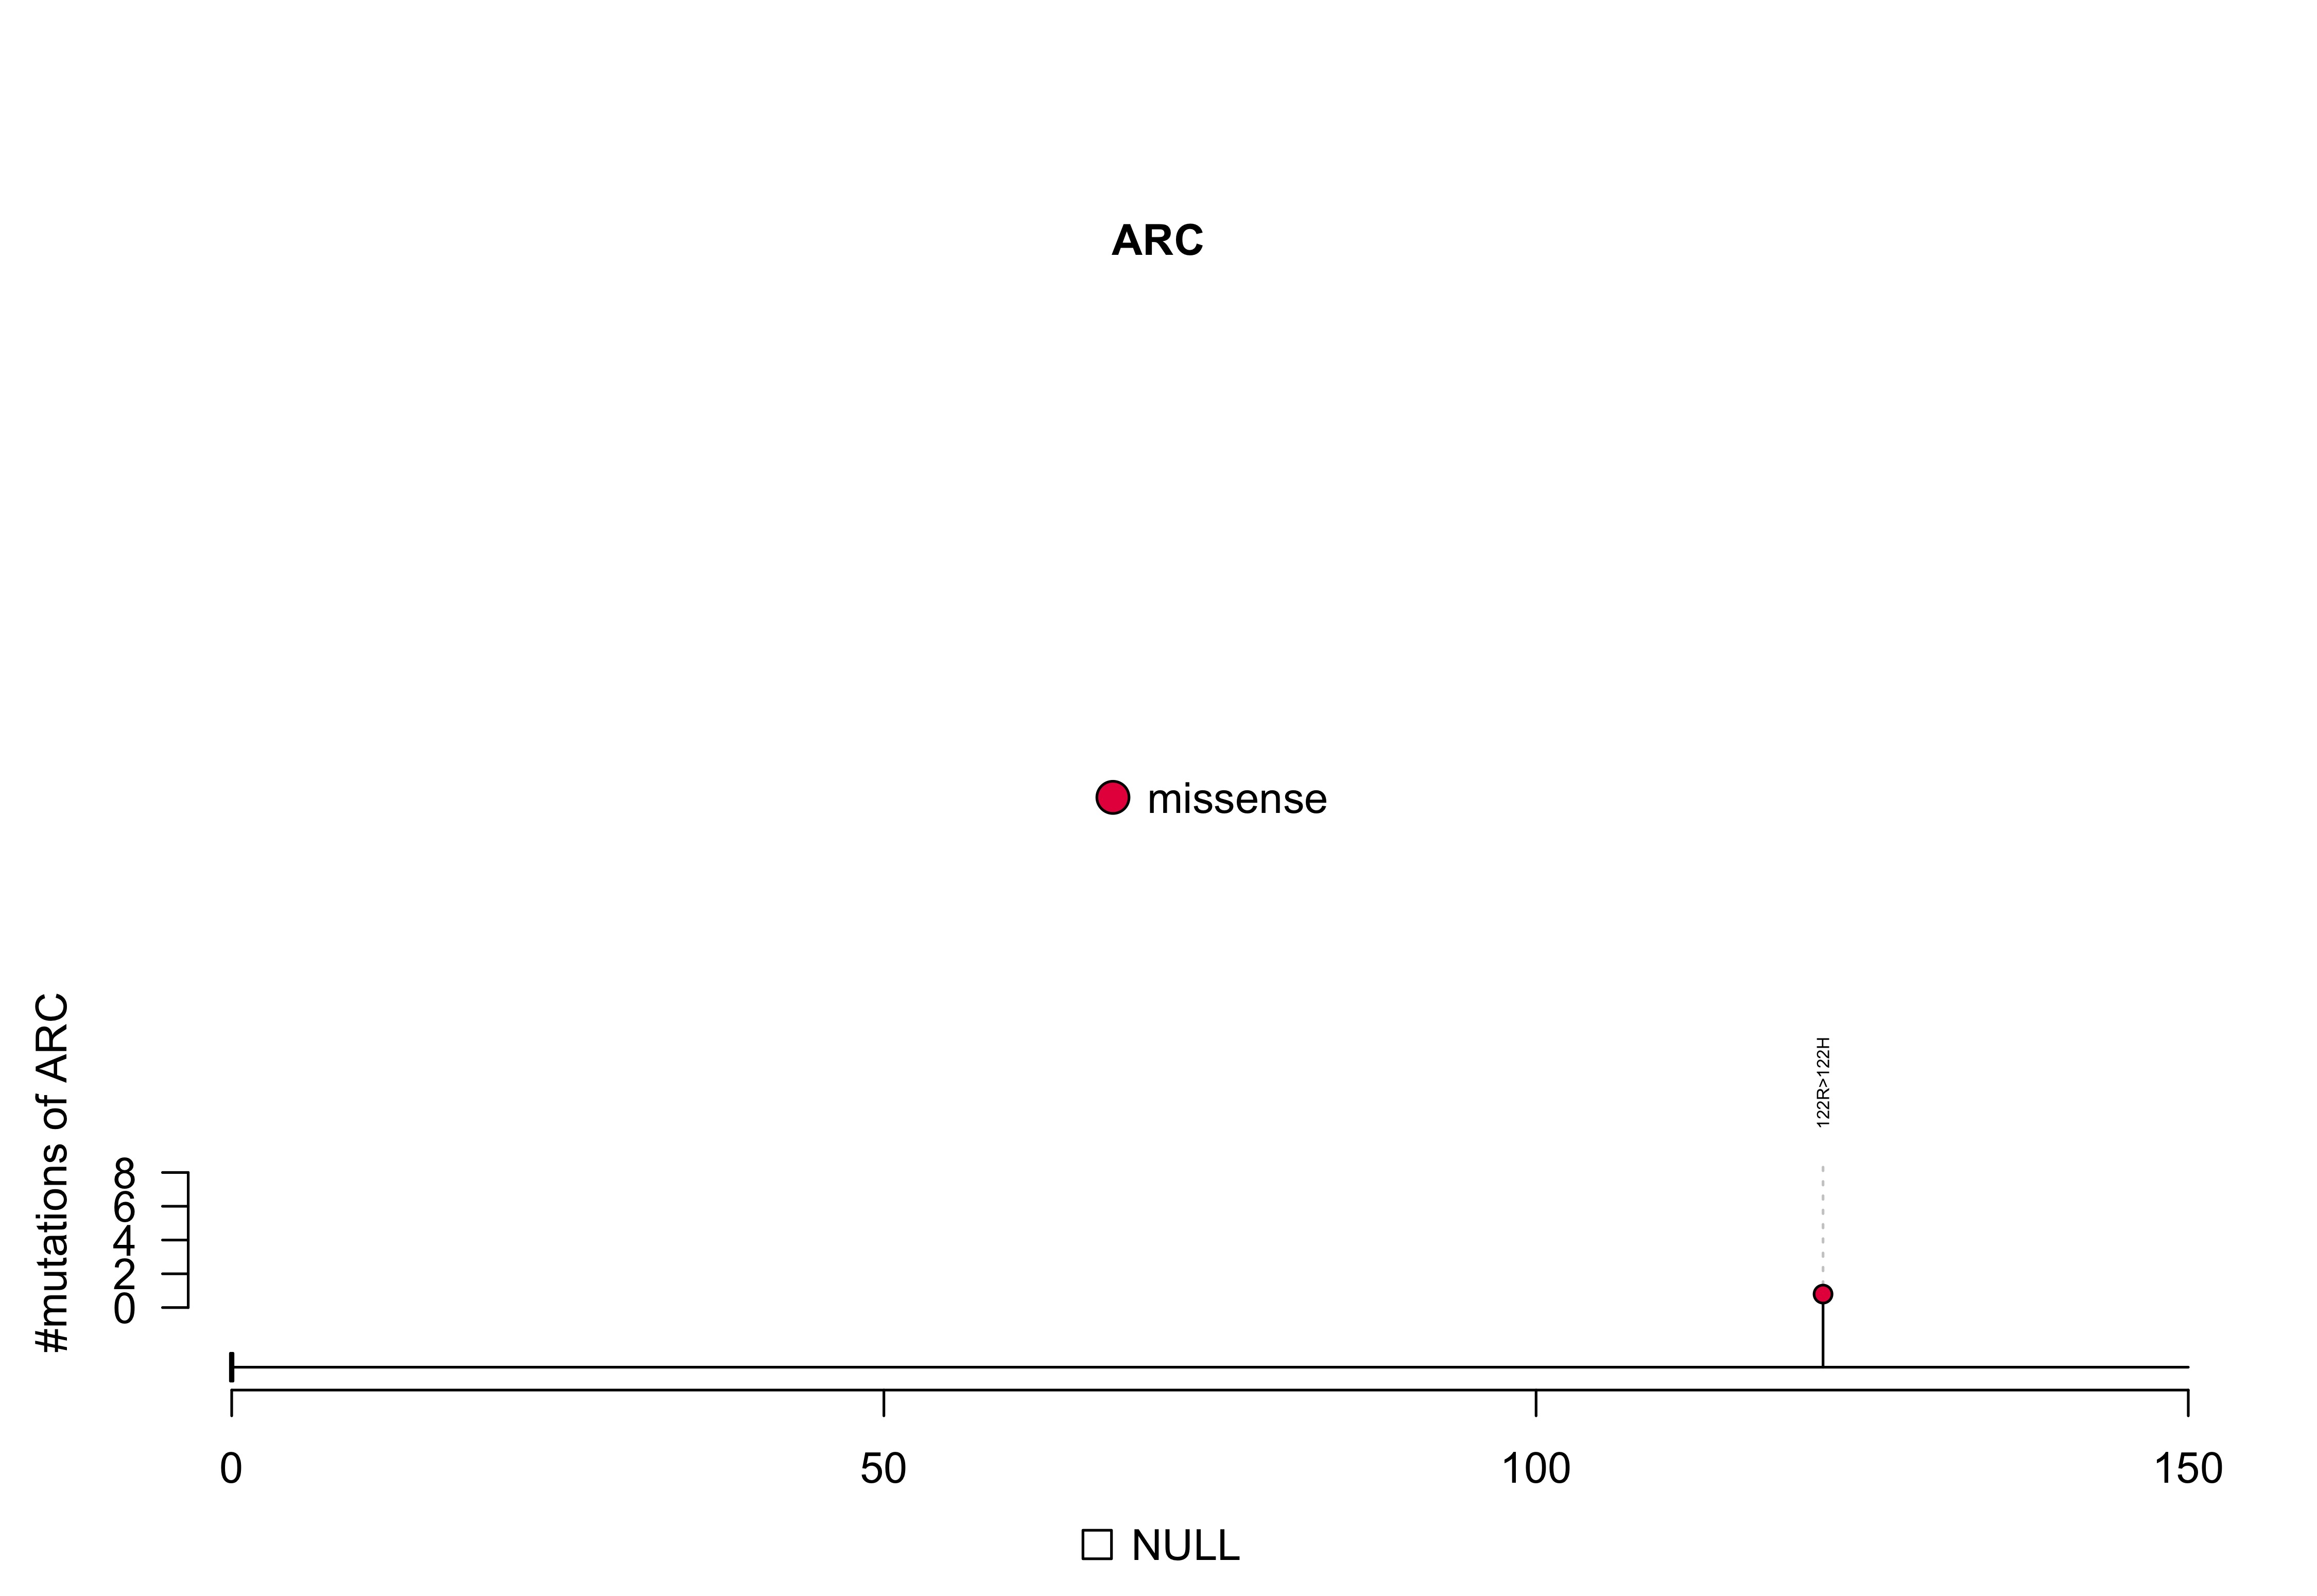 ARC
missense
#mutations of ARC
122R>122H
8
6
4
2
0
0 50 100 150
NULL